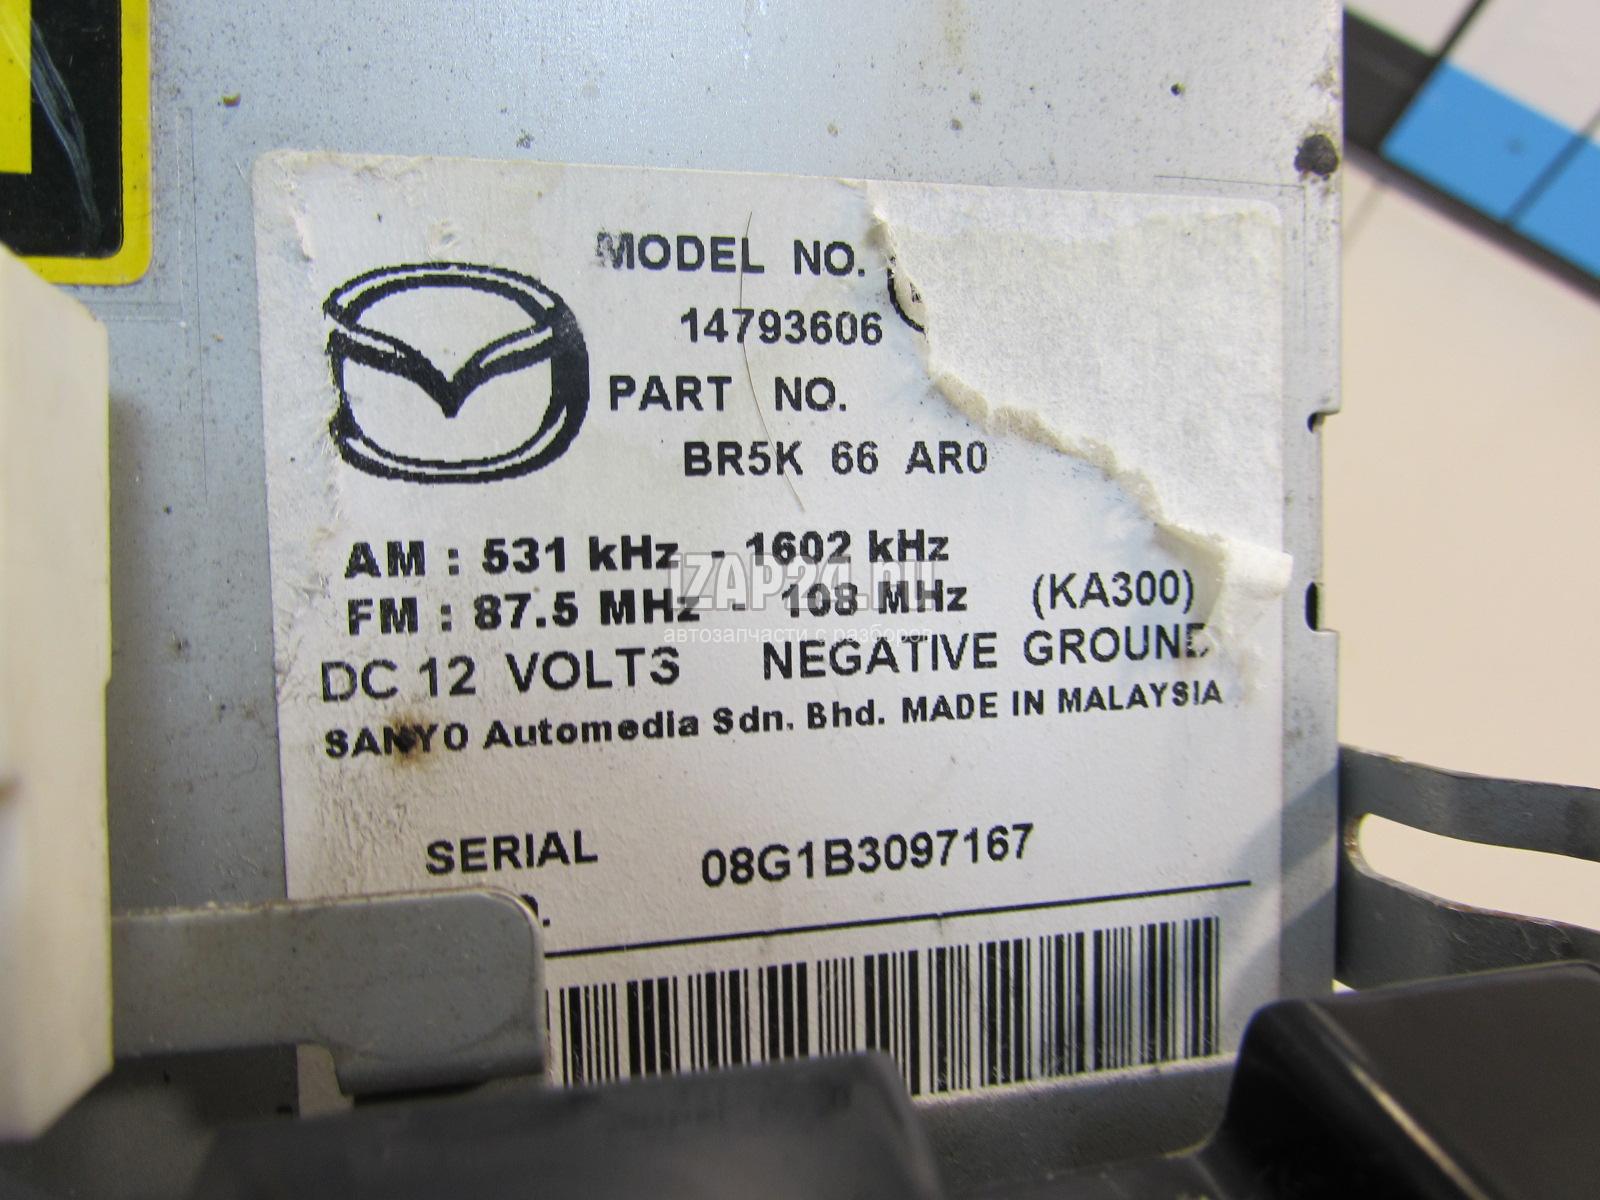 MODEL NO.
14793606
PART NO.
BR5K 66 AR0
AM : 531 kHz - 1602 kHz
FM : 87.5 MHz - 108 MHz (KA300)
DC 12 VOLTS NEGATIVE GROUND
SANYO Automedia Sdn. Bhd. MADE IN MALAYSIA
SERIAL 08G1B3097167
IZAP24.RU
автозапчасти с разборов